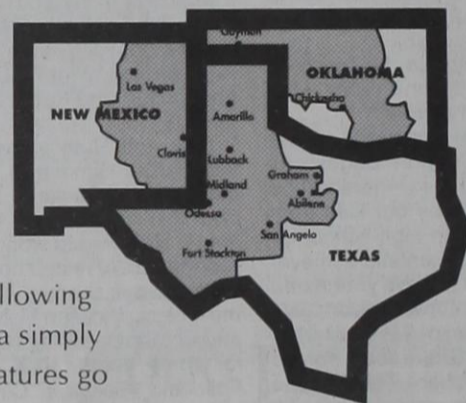 Guymon
OKLAHOMA
Las Vegas
Chickasha
NEW MEXICO
Amarillo
Clovis
Lubbock
Graham
Midland
Abilene
Odessa
San Angelo
Fort Stockton
TEXAS
llowing
a simply
atures go